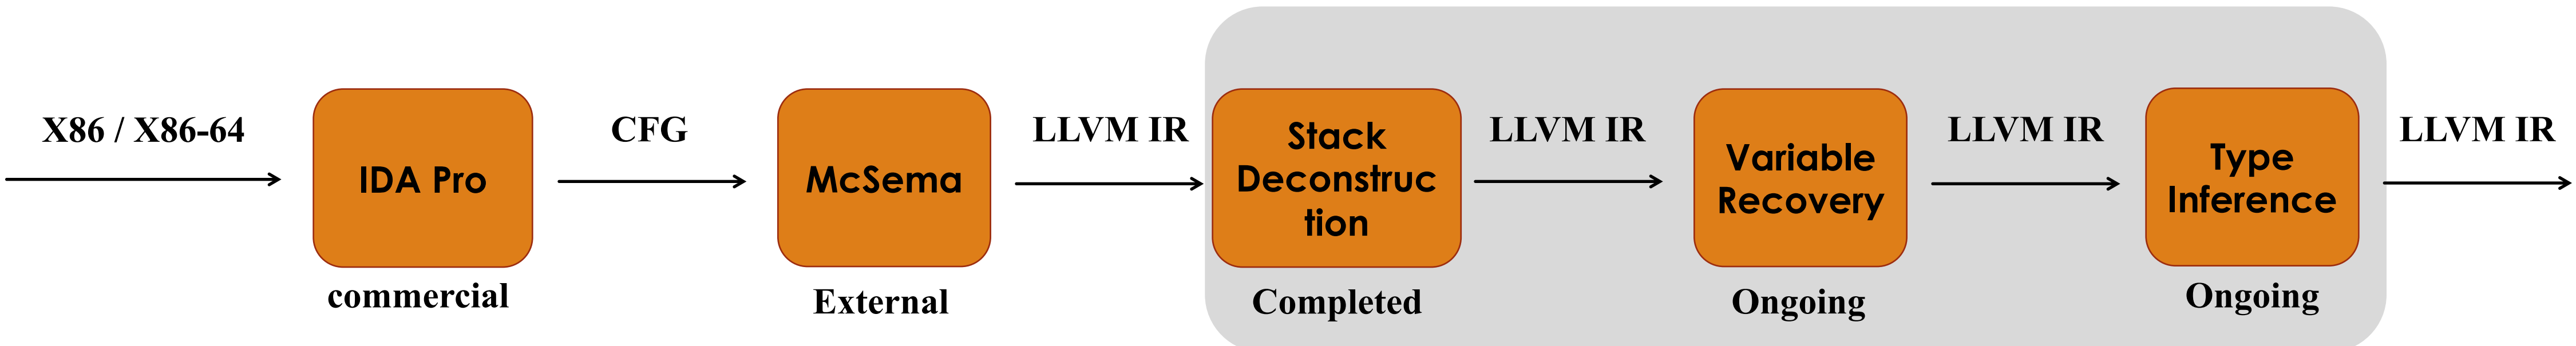 X86 / X86-64
IDA Pro
commercial
CFG
McSema
External
LLVM IR
Stack
Deconstruc
tion
Completed
LLVM IR
Variable
Recovery
Ongoing
LLVM IR
Type
Inference
Ongoing
LLVM IR